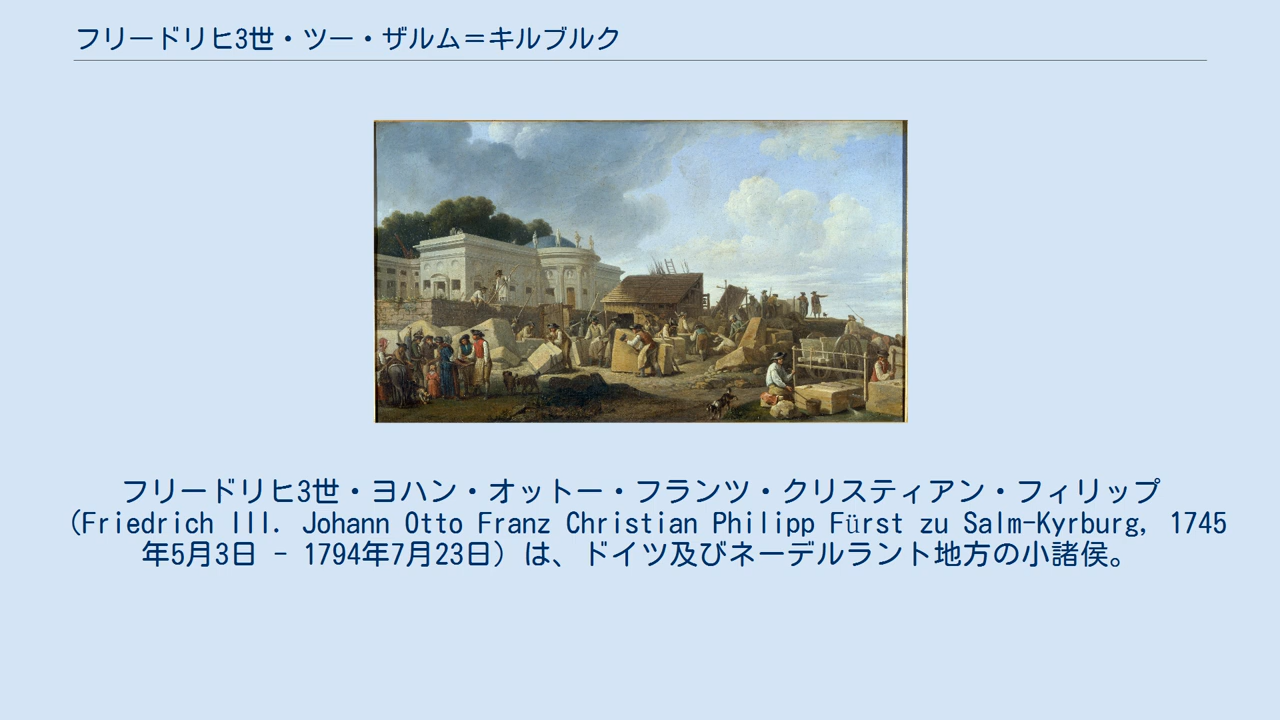 フリードリヒ3世・ツー・ザルム＝キルブルク
フリードリヒ3世・ヨハン・オットー・フランツ・クリスティアン・フィリップ
(Friedrich III. Johann Otto Franz Christian Philipp Fürst zu Salm-Kyrburg, 1745
年5月3日 - 1794年7月23日）は、ドイツ及びネーデルラント地方の小諸侯。